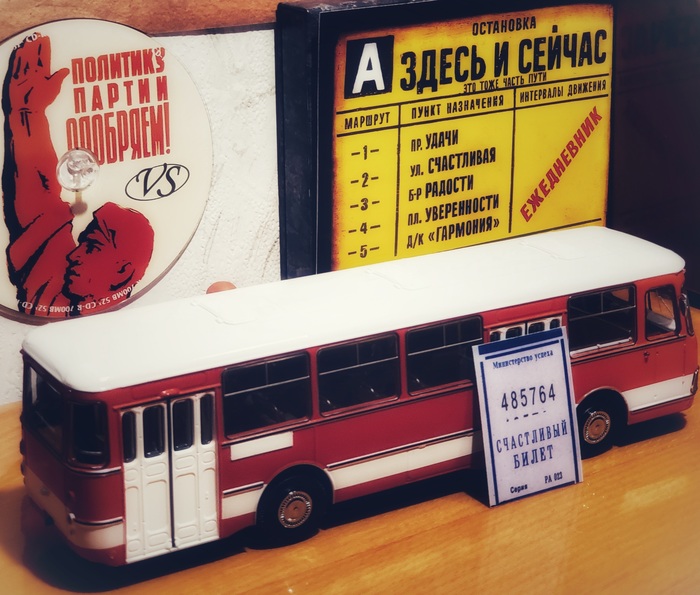 ПОЛИТИКУ
ПАРТИИ
ОДОБРЯЕМ!
VS
А
ОСТАНОВКА
ЗДЕСЬ И СЕЙЧАС
ЭТО ТОЖЕ ЧАСТЬ ПУТИ
МАРШРУТ ПУНКТ НАЗНАЧЕНИЯ ИНТЕРВАЛЫ ДВИЖЕНИЯ
-1- ПР. УДАЧИ
-2- УЛ. СЧАСТЛИВАЯ
-3- Б-Р РАДОСТИ
-4- ПЛ. УВЕРЕННОСТИ
-5- Д/К «ГАРМОНИЯ»
ЕЖЕДНЕВНИК
Министерство успеха
485764
СЧАСТЛИВЫЙ
БИЛЕТ
Серия РА 023